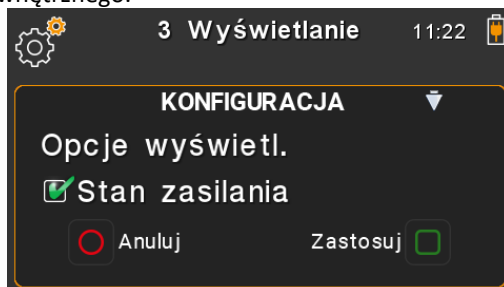 3 Wyświetlanie 11:22
KONFIGURACJA
Opcje wyświetl.
Stan zasilania
Anuluj Zastosuj